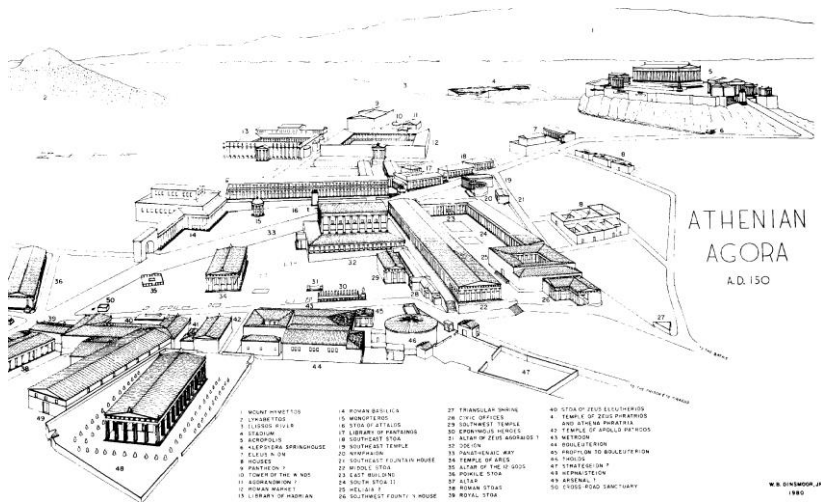 ATHENIAN
AGORA
A.D. 150
TO THE PIRAEUS
1 MOUNT HYMETTOS
2 LYKABETTOS
3 ILISSOS RIVER
4 STADIUM
5 ACROPOLIS
6 KLEPSYDRA SPRINGHOUSE
7 ELEUSINION
8 HOUSES
9 PANTHEON ?
10 TOWER OF THE WINDS
11 AGORANOMION ?
12 ROMAN MARKET
13 LIBRARY OF HADRIAN
14 ROMAN BASILICA
15 MONOPTEROS
16 STOA OF ATTALOS
17 LIBRARY OF PANTAINOS
18 SOUTHEAST STOA
19 SOUTHEAST TEMPLE
20 NYMPHAION
21 SOUTHEAST FOUNTAIN HOUSE
22 MIDDLE STOA
23 EAST BUILDING
24 SOUTH STOA II
25 HELIAIA ?
26 SOUTHWEST FOUNTAIN HOUSE
27 TRIANGULAR SHRINE
28 CIVIC OFFICES
29 SOUTHWEST TEMPLE
30 EPONYMOUS HEROES
31 ALTAR OF ZEUS AGORAIOS ?
32 ODEION
33 PANATHENAIC WAY
34 TEMPLE OF ARES
35 ALTAR OF THE 12 GODS
36 POIKILE STOA
37 ALTAR
38 ROMAN STOAS
39 ROYAL STOA
40 STOA OF ZEUS ELEUTHERIOS
4 TEMPLE OF ZEUS PHRATRIOS
AND ATHENA PHRATRIA
42 TEMPLE OF APOLLO PATROOS
43 METROON
44 BOULEUTERION
45 PROPYLON TO BOULEUTERION
46 THOLOS
47 STRATEGEION ?
48 HEPHAISTEION
49 ARSENAL ?
50 CROSS-ROAD SANCTUARY
W.B. DINSMOOR, JR
1980